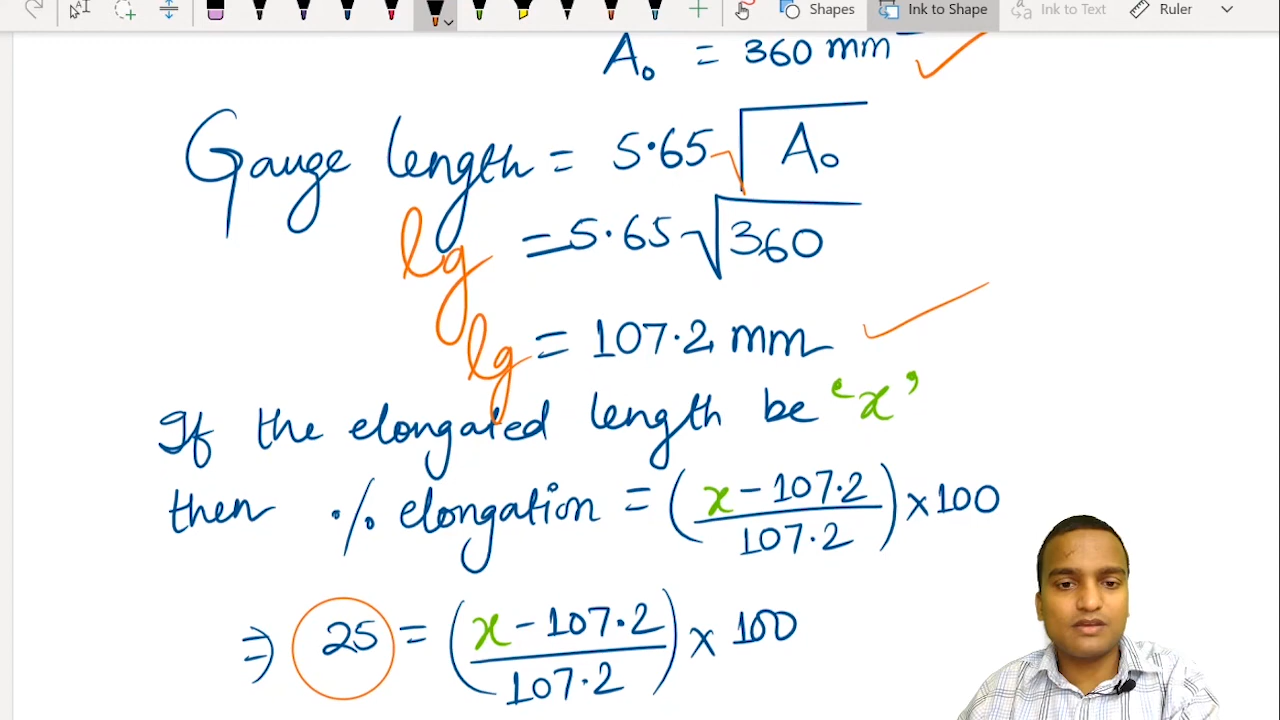 Shapes Ink to Shape Ink to Text Ruler
A₀ = 360 mm
Gauge length = 5.65 √A₀
lg = 5.65 √360
lg = 107.2 mm
If the elongated length be ‘x’
then % elongation = (x − 107.2 / 107.2) × 100
⇒ 25 = (x − 107.2 / 107.2) × 100